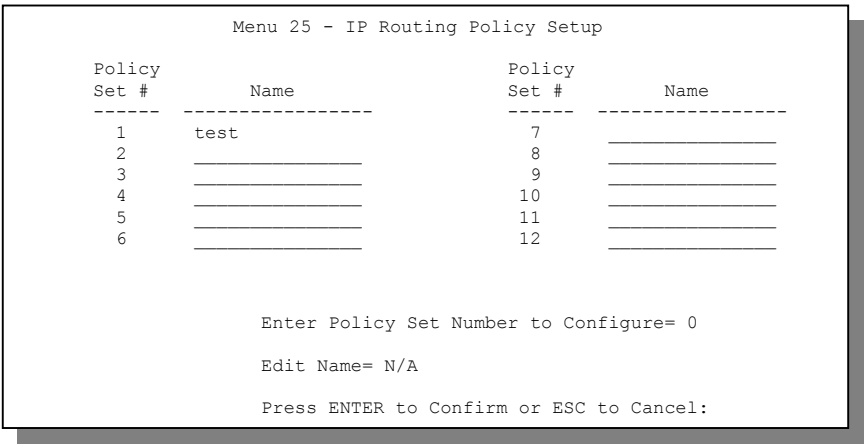 Menu 25 - IP Routing Policy Setup
Policy Policy
Set # Name Set # Name
------ ----------------- ------ -----------------
1 test 7 _______________
2 _______________ 8 _______________
3 _______________ 9 _______________
4 _______________ 10 _______________
5 _______________ 11 _______________
6 _______________ 12 _______________
Enter Policy Set Number to Configure= 0
Edit Name= N/A
Press ENTER to Confirm or ESC to Cancel: